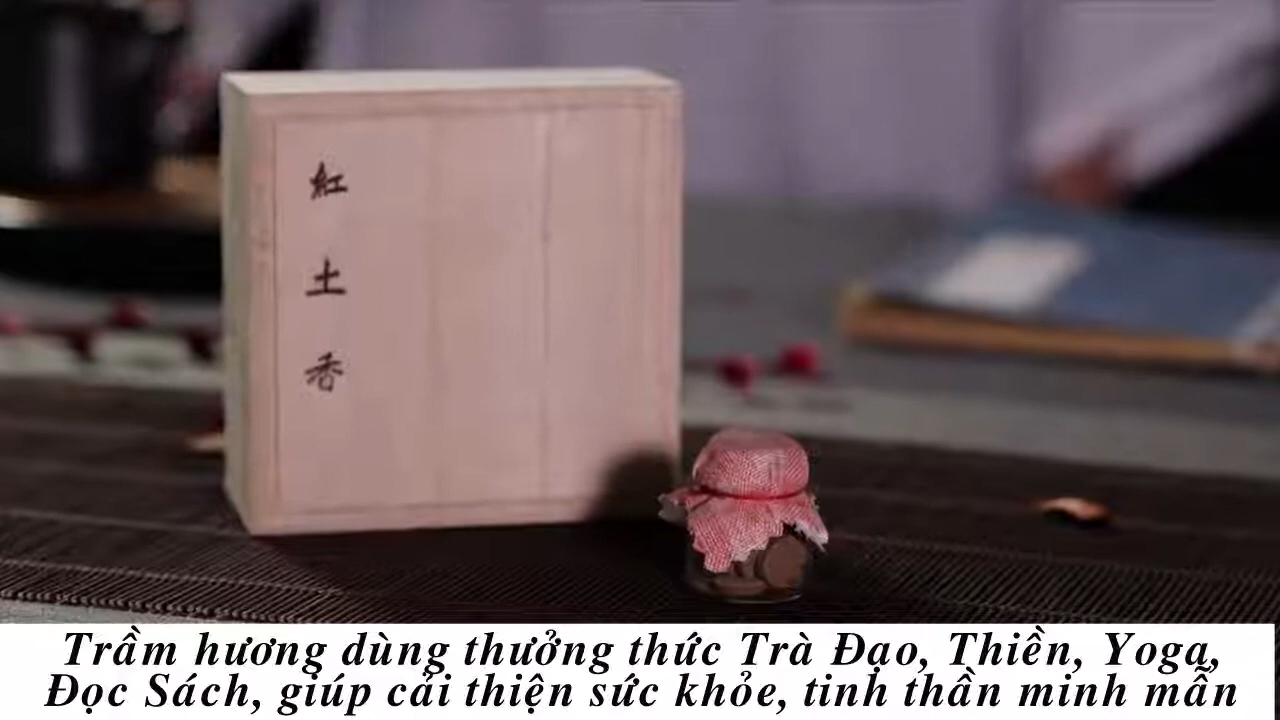 紅
土
香
Trầm hương dùng thưởng thức Trà Đạo, Thiền, Yoga,
Đọc Sách, giúp cải thiện sức khỏe, tinh thần minh mẫn